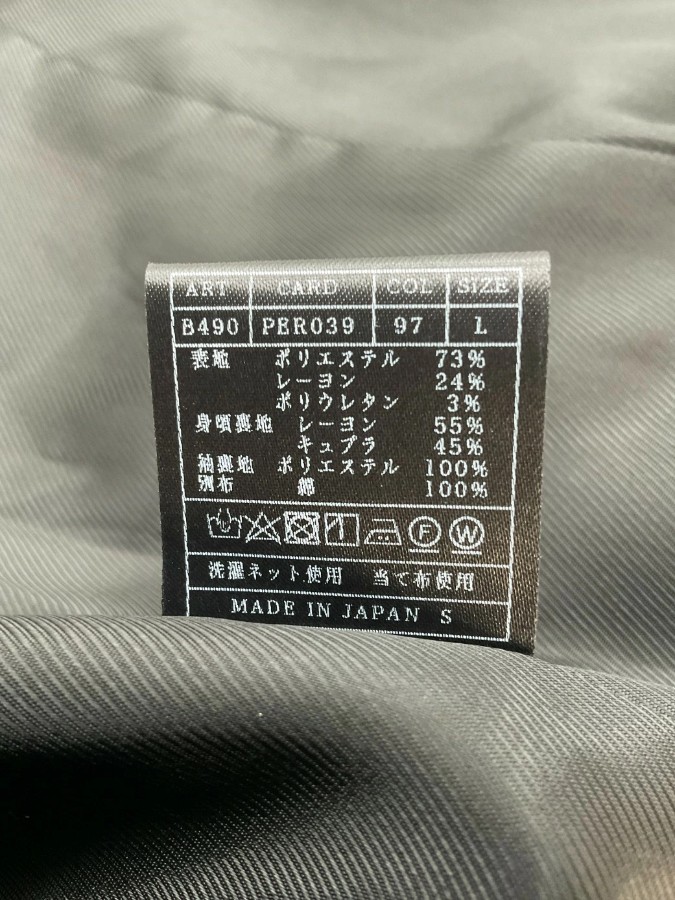 ART CARD COL SIZE
B490 PER039 97 L
表地 ポリエステル 73%
レーヨン 24%
ポリウレタン 3%
身頃裏地 レーヨン 55%
キュプラ 45%
袖裏地 ポリエステル 100%
別布 綿 100%
F W
洗濯ネット使用 当て布使用
MADE IN JAPAN S